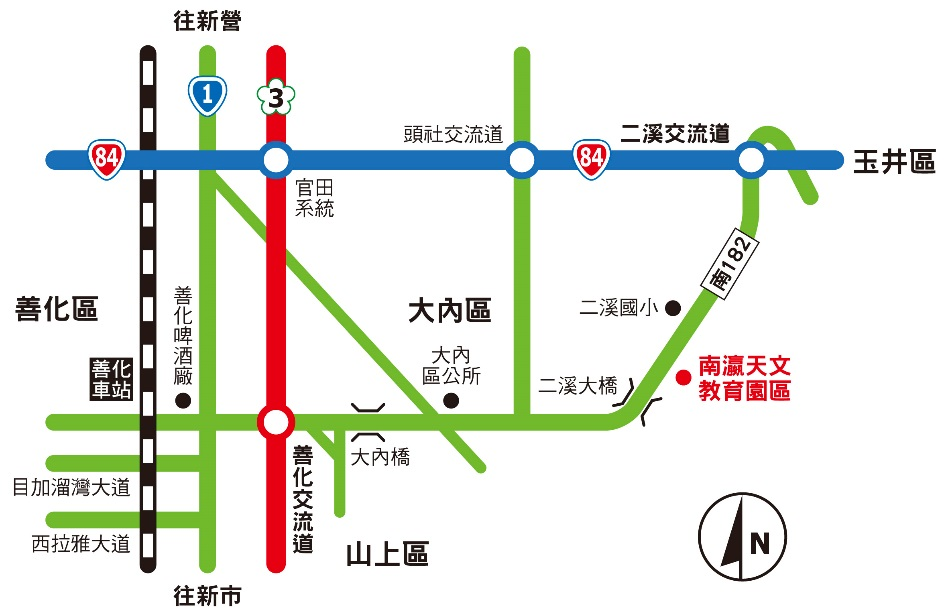 往新營
1
3
84
頭社交流道
84
二溪交流道
玉井區
官田
系統
南182
善化區
善化啤酒廠
大內區
二溪國小
善化
車站
大內
區公所
二溪大橋
南瀛天文
教育園區
善化交流道
大內橋
目加溜灣大道
西拉雅大道
山上區
N
往新市